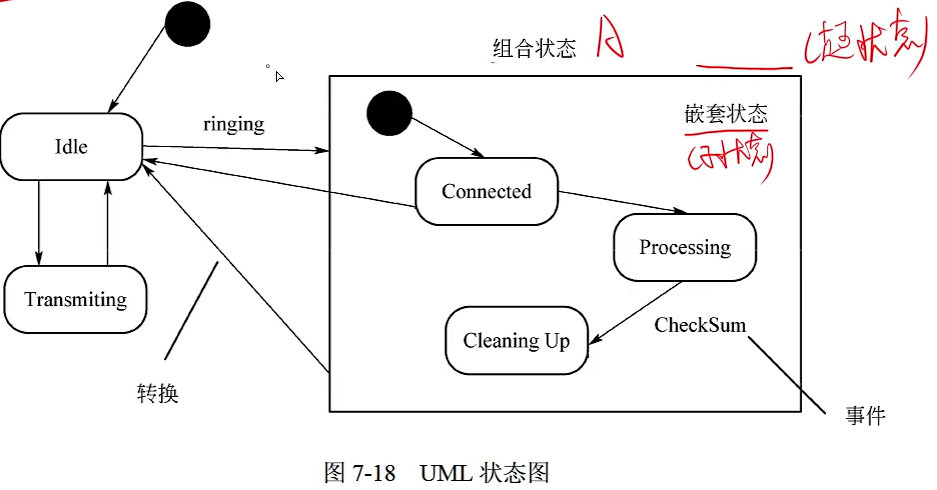 组合状态 A （超状态）
嵌套状态
（子状态）
Idle
ringing
Connected
Processing
Transmiting
Cleaning Up
CheckSum
转换
事件
图 7-18 UML 状态图